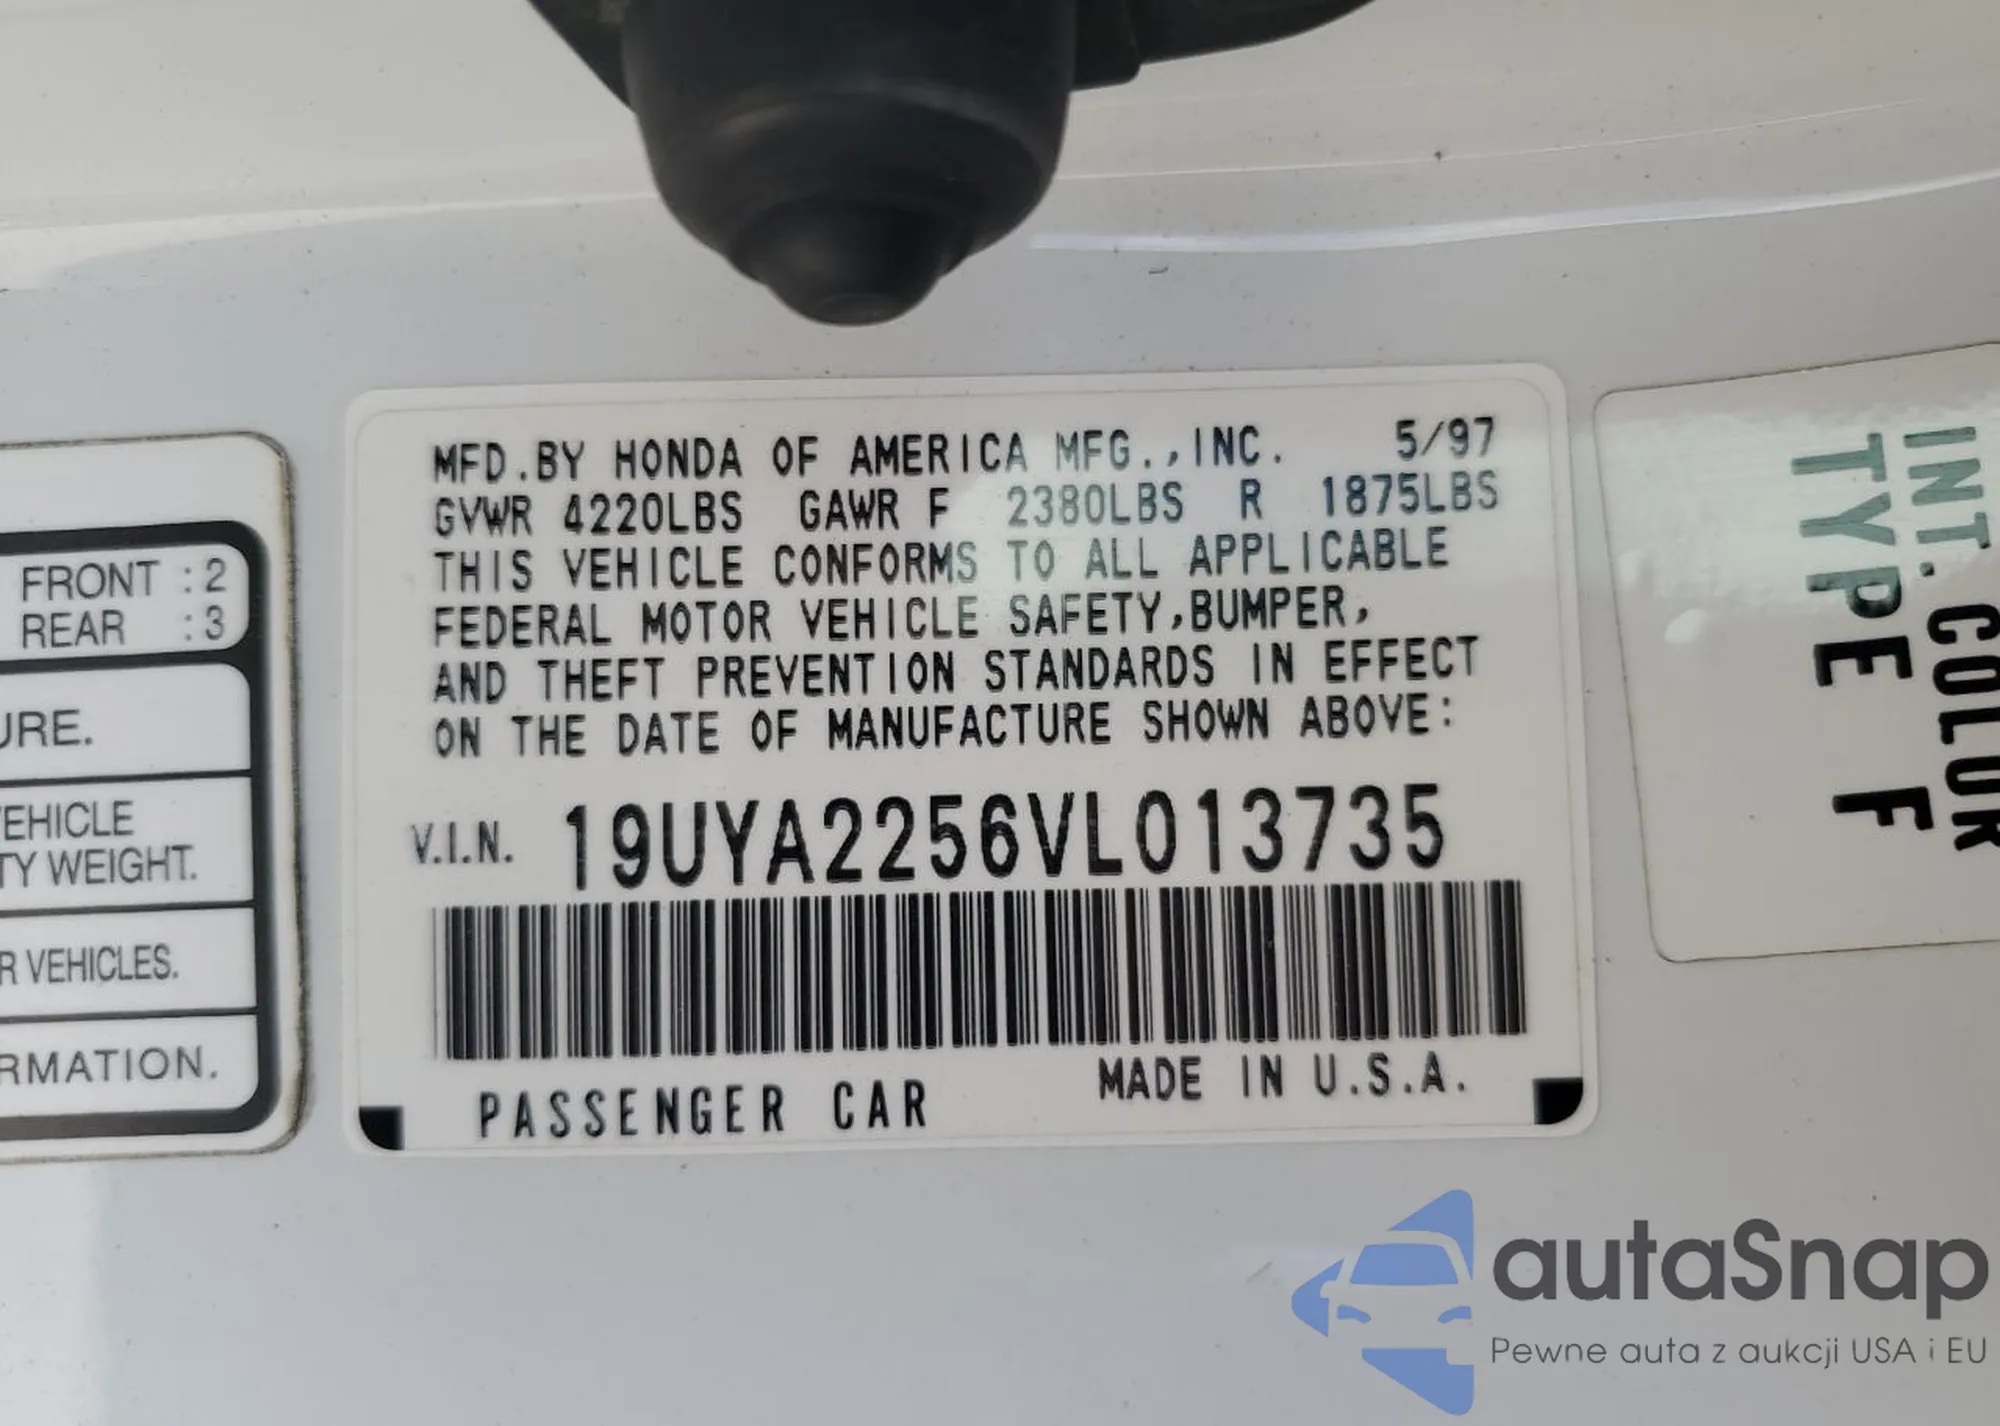 FRONT :2
REAR :3
URE.
VEHICLE
TY WEIGHT.
R VEHICLES.
RMATION.
MFD.BY HONDA OF AMERICA MFG.,INC. 5/97
GVWR 4220LBS GAWR F 2380LBS R 1875LBS
THIS VEHICLE CONFORMS TO ALL APPLICABLE
FEDERAL MOTOR VEHICLE SAFETY,BUMPER,
AND THEFT PREVENTION STANDARDS IN EFFECT
ON THE DATE OF MANUFACTURE SHOWN ABOVE:
V.I.N. 19UYA2256VL013735
PASSENGER CAR MADE IN U.S.A.
INT. COLOR
TYPE F
autaSnap
Pewne auta z aukcji USA i EU